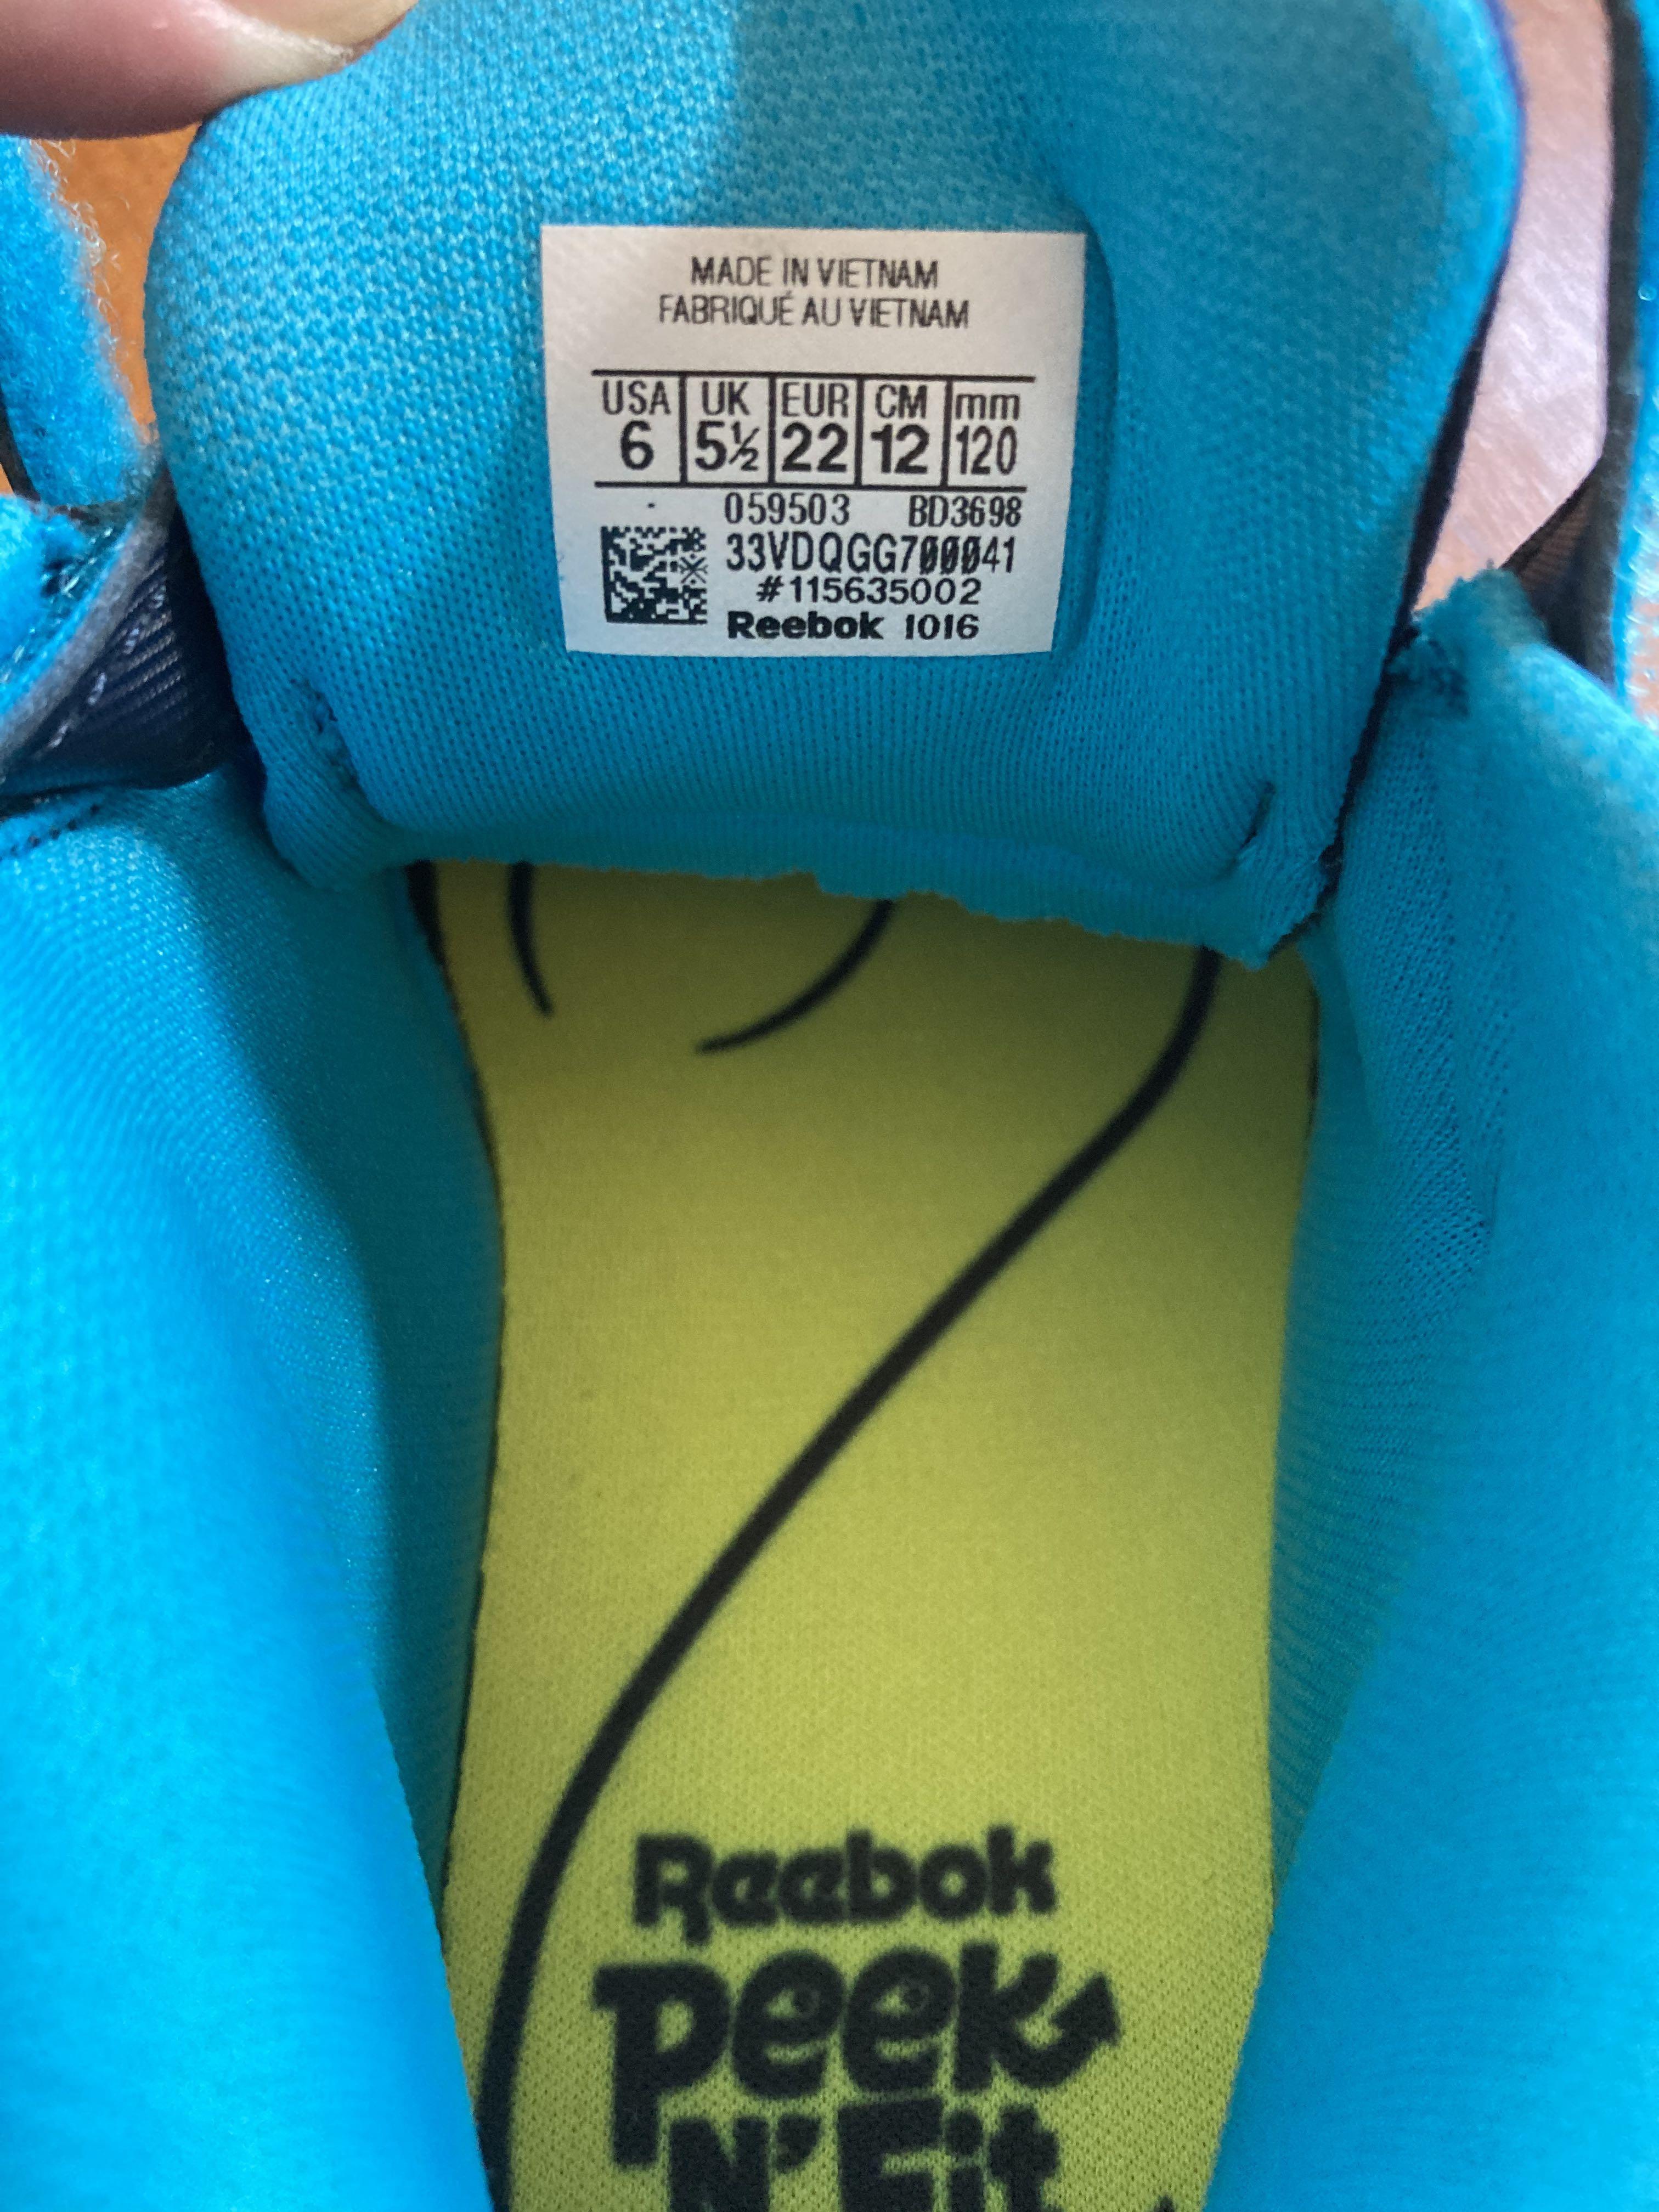 MADE IN VIETNAM
FABRIQUÉ AU VIETNAM
USA UK EUR CM mm
6 5½ 22 12 120
059503 BD3698
33VDQGG700041
#115635002
Reebok 1016
Reebok
Peek
N'Fit